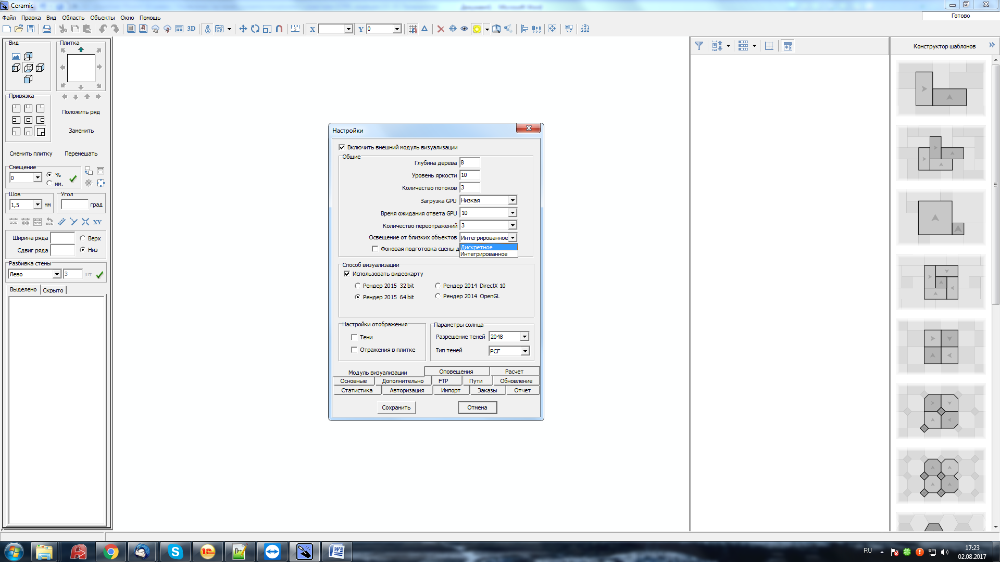 Ceramic
Файл Правка Вид Область Объекты Окно Помощь
Готово
3D
X
Y 0
Вид
Плитка
Привязка
Положить ряд
Заменить
Сменить плитку Перемешать
Смещение
0
%
мм.
Шов
1,5 мм
Угол
град
XY
Ширина ряда
Верх
Сдвиг ряда
Низ
Разбивка стены
Лево 3 шт
Выделено Скрыто
Конструктор шаблонов
Настройки
Включить внешний модуль визуализации
Общие
Глубина дерева 8
Уровень яркости 10
Количество потоков 3
Загрузка GPU Низкая
Время ожидания ответа GPU 10
Количество переотражений 3
Освещение от близких объектов Интегрированное
Дискретное
Интегрированное
Фоновая подготовка сцены д
Способ визуализации
Использовать видеокарту
Рендер 2015 32 bit
Рендер 2014 DirectX 10
Рендер 2015 64 bit
Рендер 2014 OpenGL
Настройки отображения
Тени
Отражения в плитке
Параметры солнца
Разрешение теней 2048
Тип теней PCF
Модуль визуализации Оповещения Расчет
Основные Дополнительно FTP Пути Обновление
Статистика Авторизация Импорт Заказы Отчет
Сохранить Отмена
RU
17:23
02.08.2017